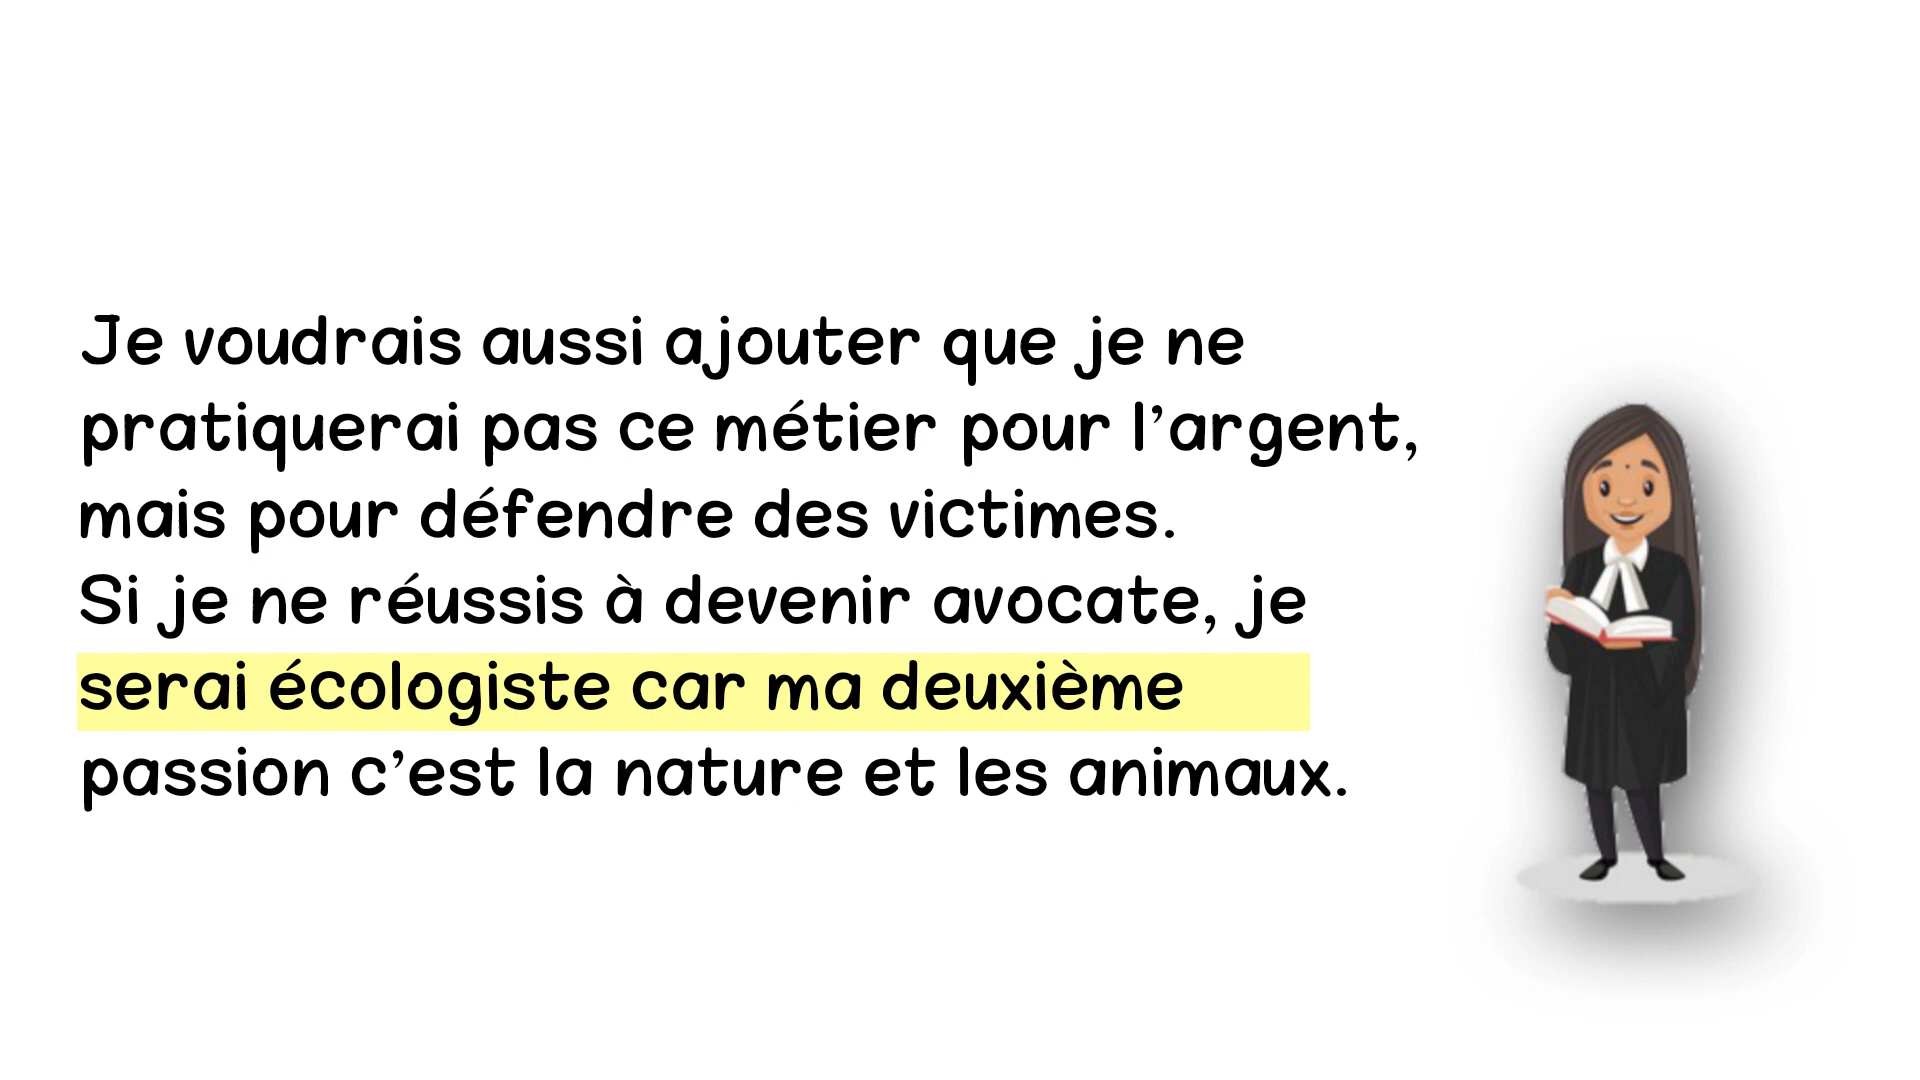 Je voudrais aussi ajouter que je ne
pratiquerai pas ce métier pour l’argent,
mais pour défendre des victimes.
Si je ne réussis à devenir avocate, je
serai écologiste car ma deuxième
passion c’est la nature et les animaux.